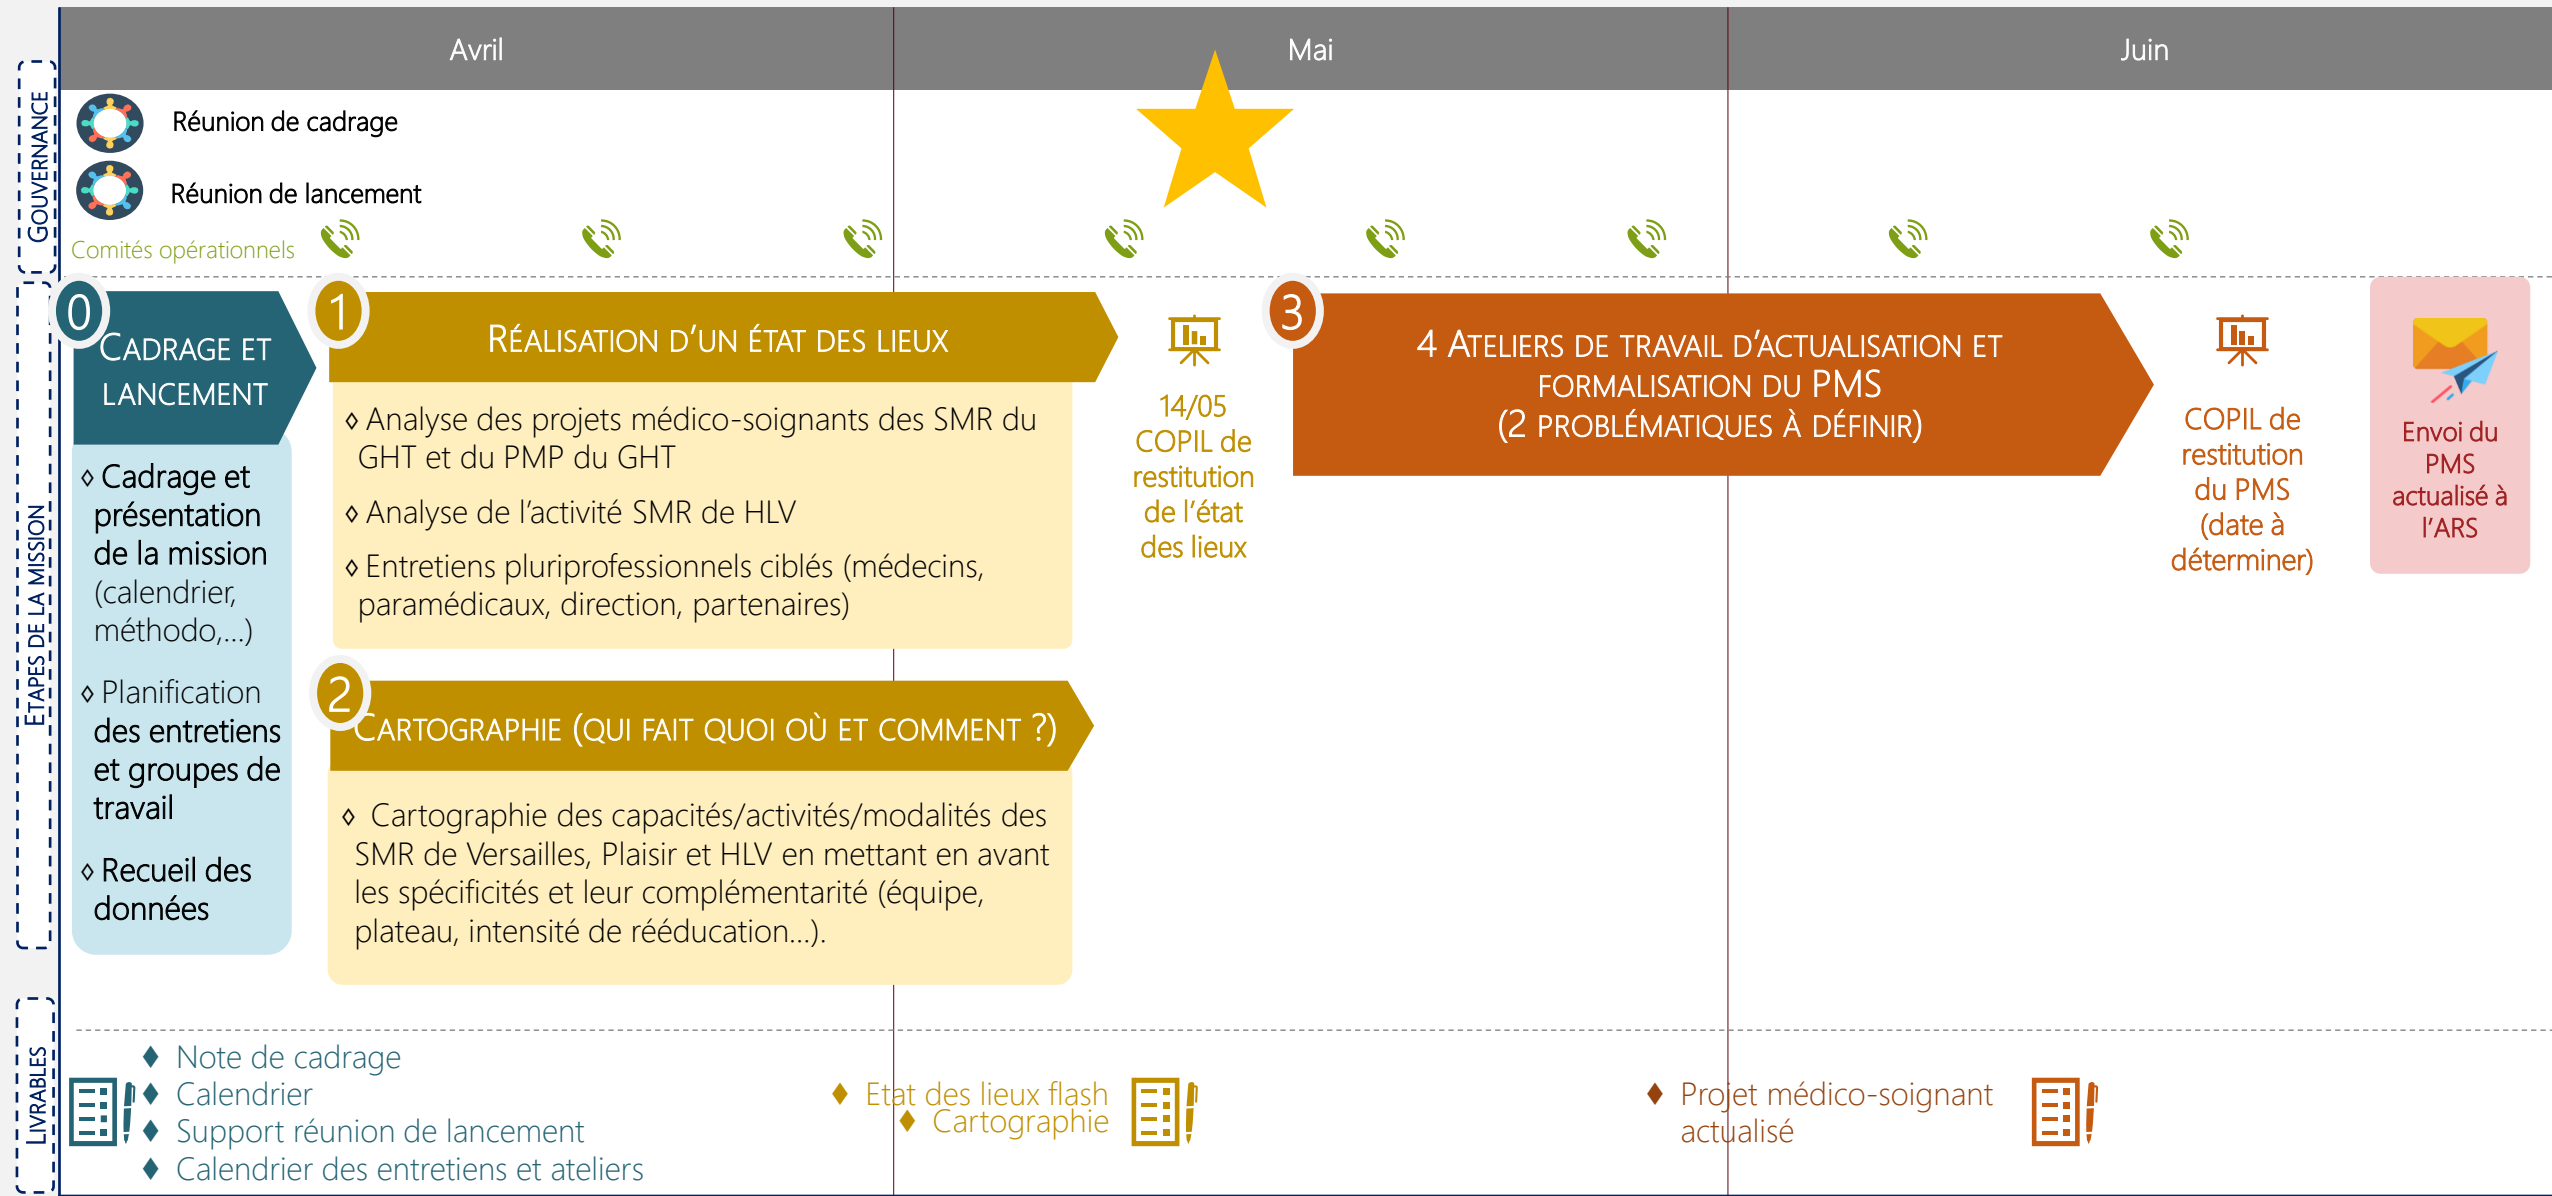 Avril
Mai
Juin
GOUVERNANCE
Réunion de cadrage
Réunion de lancement
Comités opérationnels
ETAPES DE LA MISSION
0
CADRAGE ET
LANCEMENT
◊ Cadrage et
présentation
de la mission
(calendrier,
méthodo,...)
◊ Planification
des entretiens
et groupes de
travail
◊ Recueil des
données
1
RÉALISATION D'UN ÉTAT DES LIEUX
◊ Analyse des projets médico-soignants des SMR du
GHT et du PMP du GHT
◊ Analyse de l'activité SMR de HLV
◊ Entretiens pluriprofessionnels ciblés (médecins,
paramédicaux, direction, partenaires)
2
CARTOGRAPHIE (QUI FAIT QUOI OÙ ET COMMENT ?)
◊ Cartographie des capacités/activités/modalités des
SMR de Versailles, Plaisir et HLV en mettant en avant
les spécificités et leur complémentarité (équipe,
plateau, intensité de rééducation...).
14/05
COPIL de
restitution
de l'état
des lieux
3
4 ATELIERS DE TRAVAIL D'ACTUALISATION ET
FORMALISATION DU PMS
(2 PROBLÉMATIQUES À DÉFINIR)
COPIL de
restitution
du PMS
(date à
déterminer)
Envoi du
PMS
actualisé à
l'ARS
LIVRABLES
♦ Note de cadrage
♦ Calendrier
♦ Support réunion de lancement
♦ Calendrier des entretiens et ateliers
♦ Etat des lieux flash
♦ Cartographie
♦ Projet médico-soignant
actualisé